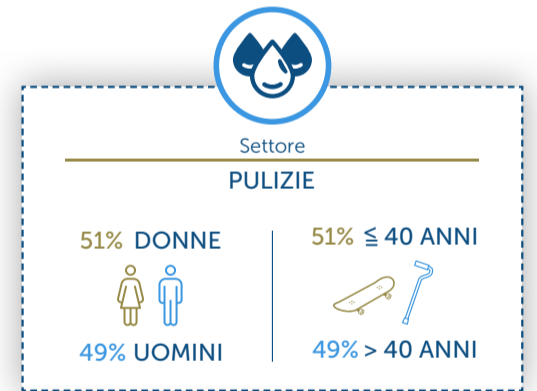 Settore
PULIZIE
51% DONNE
49% UOMINI
51% ≦ 40 ANNI
49% > 40 ANNI